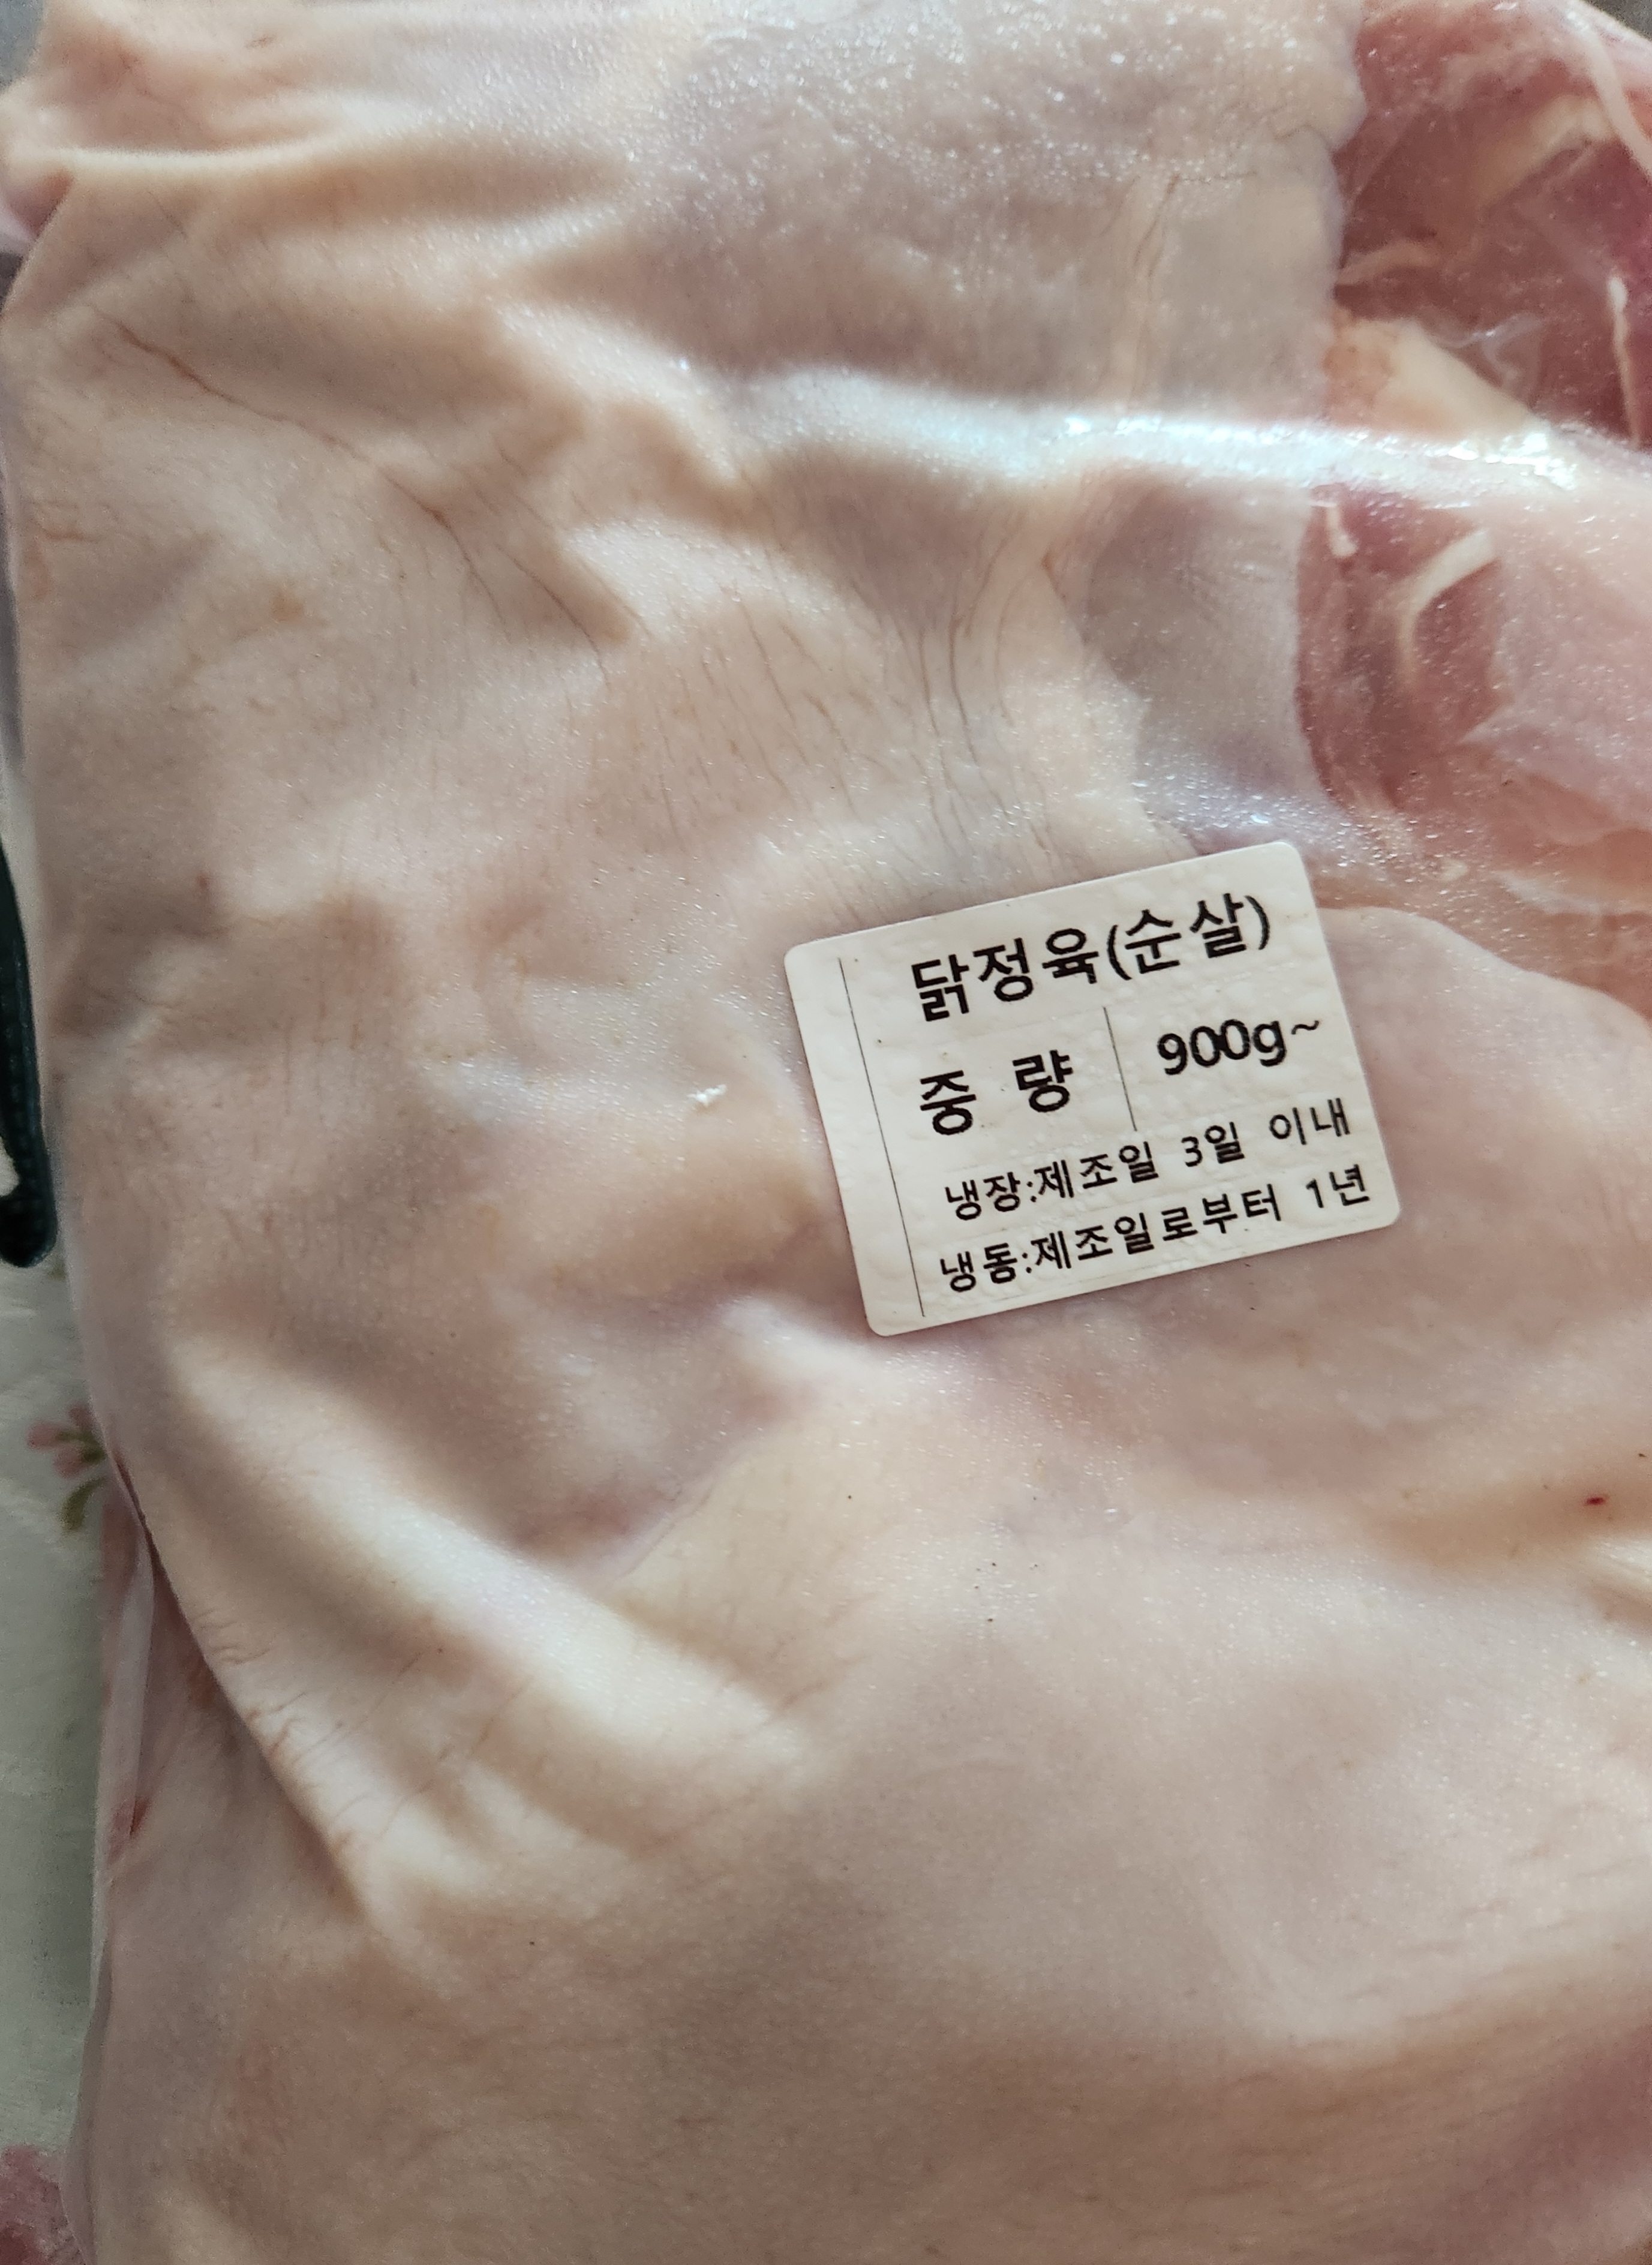 닭정육(순살)
중 량 900g~
냉장:제조일 3일 이내
냉동:제조일로부터 1년